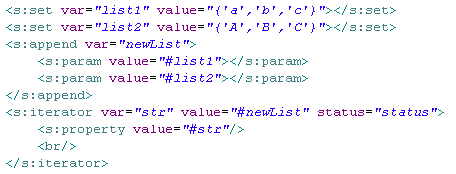 <s:set var="list1" value="{'a','b','c'}"></s:set>
<s:set var="list2" value="{'A','B','C'}"></s:set>
<s:append var="newList">
    <s:param value="#list1"></s:param>
    <s:param value="#list2"></s:param>
</s:append>
<s:iterator var="str" value="#newList" status="status">
    <s:property value="#str"/>
    <br/>
</s:iterator>